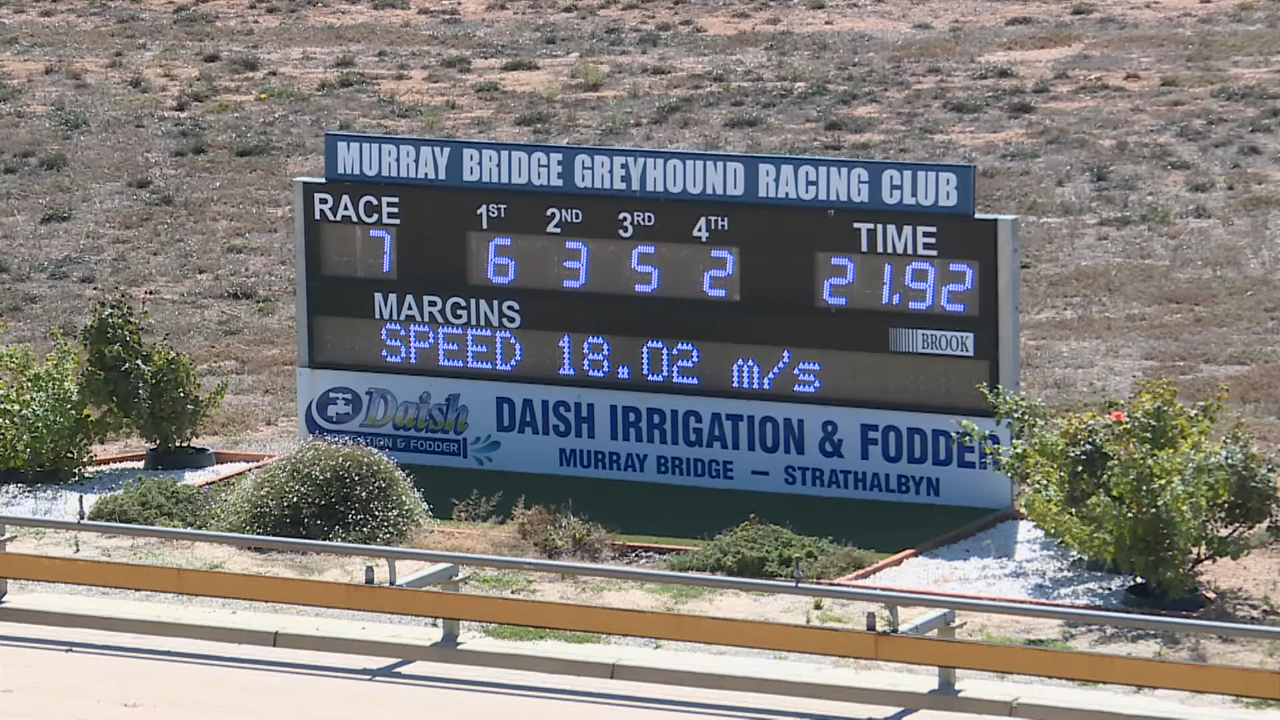 MURRAY BRIDGE GREYHOUND RACING CLUB
RACE 1ST 2ND 3RD 4TH TIME
7 6 3 5 2 21.92
MARGINS
BROOK
SPEED 18.02 m/s
Daish
IRRIGATION & FODDER
DAISH IRRIGATION & FODDER
MURRAY BRIDGE — STRATHALBYN